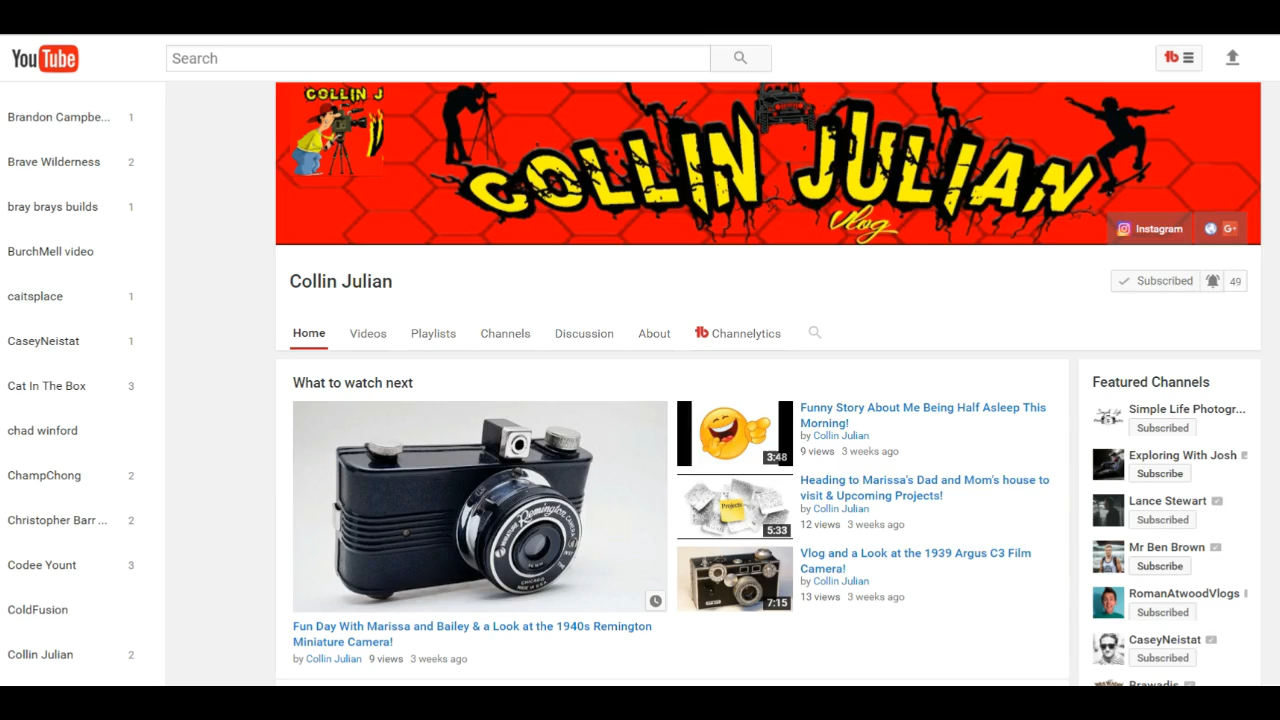 YouTube
Search
Brandon Campbe... 1
Brave Wilderness 2
bray brays builds 1
BurchMell video
caitsplace 1
CaseyNeistat 1
Cat In The Box 3
chad winford
ChampChong 2
Christopher Barr ... 2
Codee Yount 3
ColdFusion
Collin Julian 2
COLLIN J
COLLIN JULIAN
Vlog
Instagram
G+
Collin Julian
Subscribed 49
Home Videos Playlists Channels Discussion About tb Channelytics
What to watch next
Remington
CHICAGO
Fun Day With Marissa and Bailey & a Look at the 1940s Remington
Miniature Camera!
by Collin Julian 9 views 3 weeks ago
3:48
Funny Story About Me Being Half Asleep This
Morning!
by Collin Julian
9 views 3 weeks ago
Projects
5:33
Heading to Marissa's Dad and Mom's house to
visit & Upcoming Projects!
by Collin Julian
12 views 3 weeks ago
7:15
Vlog and a Look at the 1939 Argus C3 Film
Camera!
by Collin Julian
13 views 3 weeks ago
Featured Channels
Simple Life Photogr...
Subscribed
Exploring With Josh
Subscribe
Lance Stewart
Subscribed
Mr Ben Brown
Subscribe
RomanAtwoodVlogs
Subscribed
CaseyNeistat
Subscribed